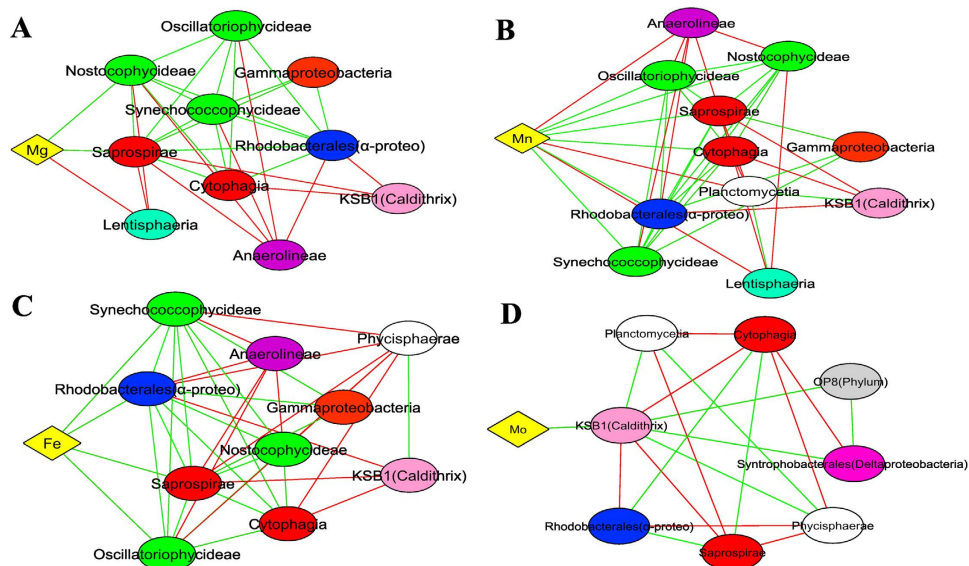 A
Oscillatoriophycideae
Nostocophycideae
Gammaproteobacteria
Synechococcophycideae
Mg
Saprospirae
Rhodobacterales(α-proteo)
Cytophagia
KSB1(Caldithrix)
Lentisphaeria
Anaerolineae
B
Anaerolineae
Nostocophycideae
Oscillatoriophycideae
Saprospirae
Mn
Cytophagia
Gammaproteobacteria
Planctomycetia
KSB1(Caldithrix)
Rhodobacterales(α-proteo)
Synechococcophycideae
Lentisphaeria
C
Synechococcophycideae
Phycisphaerae
Anaerolineae
Rhodobacterales(α-proteo)
Gammaproteobacteria
Fe
Nostocophycideae
KSB1(Caldithrix)
Saprospirae
Cytophagia
Oscillatoriophycideae
D
Planctomycetia
Cytophagia
OP8(Phylum)
KSB1(Caldithrix)
Mo
Syntrophobacterales(Deltaproteobacteria)
Rhodobacterales(α-proteo)
Phycisphaerae
Saprospirae